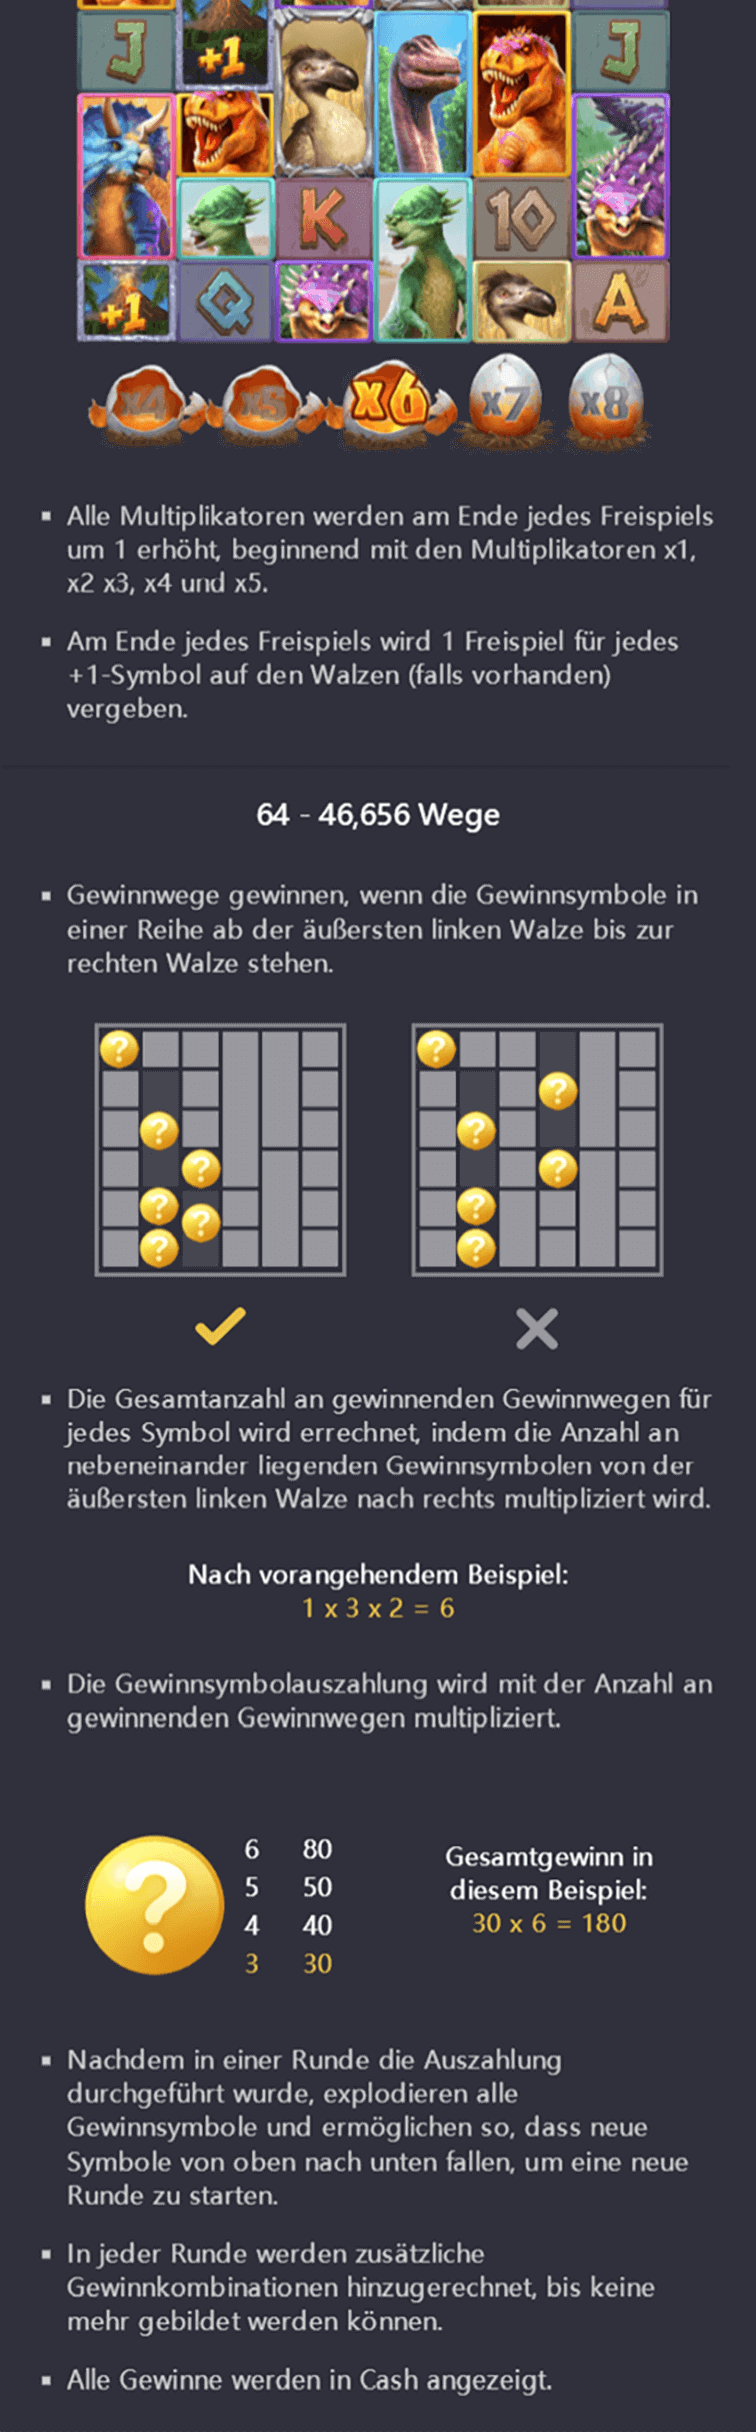 J +1 J
K 10
+1 Q A
x4 x5 x6 x7 x8
▪ Alle Multiplikatoren werden am Ende jedes Freispiels
um 1 erhöht, beginnend mit den Multiplikatoren x1,
x2 x3, x4 und x5.
▪ Am Ende jedes Freispiels wird 1 Freispiel für jedes
+1-Symbol auf den Walzen (falls vorhanden)
vergeben.
64 - 46,656 Wege
▪ Gewinnwege gewinnen, wenn die Gewinnsymbole in
einer Reihe ab der äußersten linken Walze bis zur
rechten Walze stehen.
? ?
?
? ?
? ?
? ?
?
? ?
▪ Die Gesamtanzahl an gewinnenden Gewinnwegen für
jedes Symbol wird errechnet, indem die Anzahl an
nebeneinander liegenden Gewinnsymbolen von der
äußersten linken Walze nach rechts multipliziert wird.
Nach vorangehendem Beispiel:
1 x 3 x 2 = 6
▪ Die Gewinnsymbolauszahlung wird mit der Anzahl an
gewinnenden Gewinnwegen multipliziert.
?
6 80
5 50
4 40
3 30
Gesamtgewinn in
diesem Beispiel:
30 x 6 = 180
▪ Nachdem in einer Runde die Auszahlung
durchgeführt wurde, explodieren alle
Gewinnsymbole und ermöglichen so, dass neue
Symbole von oben nach unten fallen, um eine neue
Runde zu starten.
▪ In jeder Runde werden zusätzliche
Gewinnkombinationen hinzugerechnet, bis keine
mehr gebildet werden können.
▪ Alle Gewinne werden in Cash angezeigt.